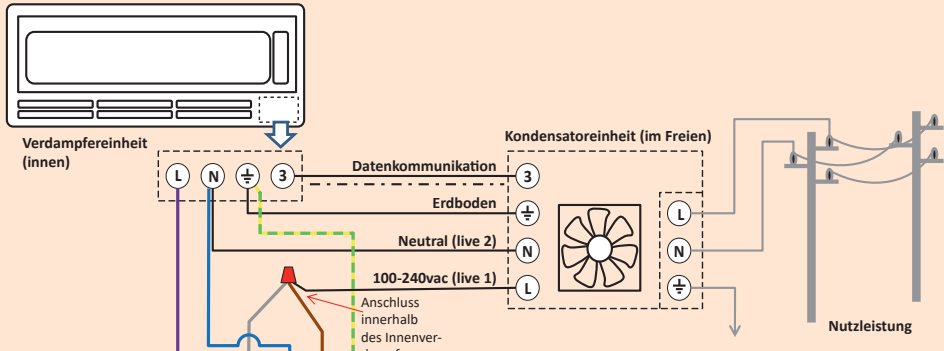 Verdampfereinheit
(innen)
Kondensatoreinheit (im Freien)
L N 3
Datenkommunikation
3
Erdboden
Neutral (live 2)
N
100-240vac (live 1)
L
L
N
Anschluss
innerhalb
des Innenver-
Nutzleistung